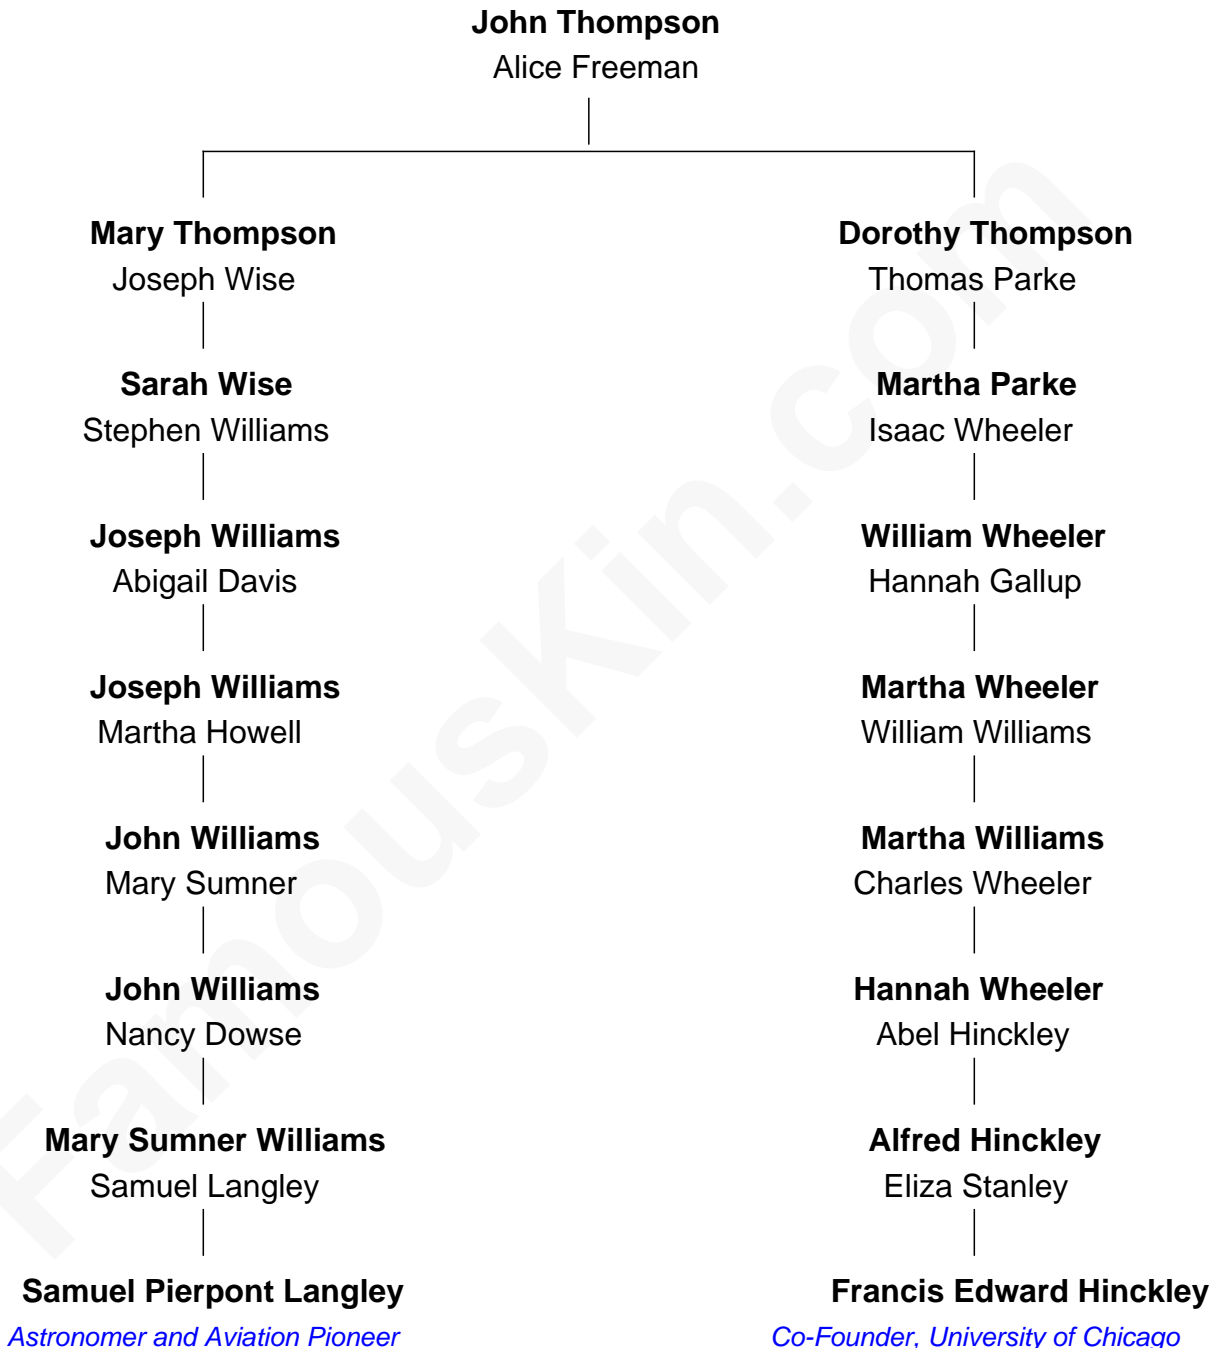 John Thompson
Alice Freeman
Mary Thompson
Joseph Wise
Sarah Wise
Stephen Williams
Joseph Williams
Abigail Davis
Joseph Williams
Martha Howell
John Williams
Mary Sumner
John Williams
Nancy Dowse
Mary Sumner Williams
Samuel Langley
Samuel Pierpont Langley
Astronomer and Aviation Pioneer
Dorothy Thompson
Thomas Parke
Martha Parke
Isaac Wheeler
William Wheeler
Hannah Gallup
Martha Wheeler
William Williams
Martha Williams
Charles Wheeler
Hannah Wheeler
Abel Hinckley
Alfred Hinckley
Eliza Stanley
Francis Edward Hinckley
Co-Founder, University of Chicago
FamousKin.com